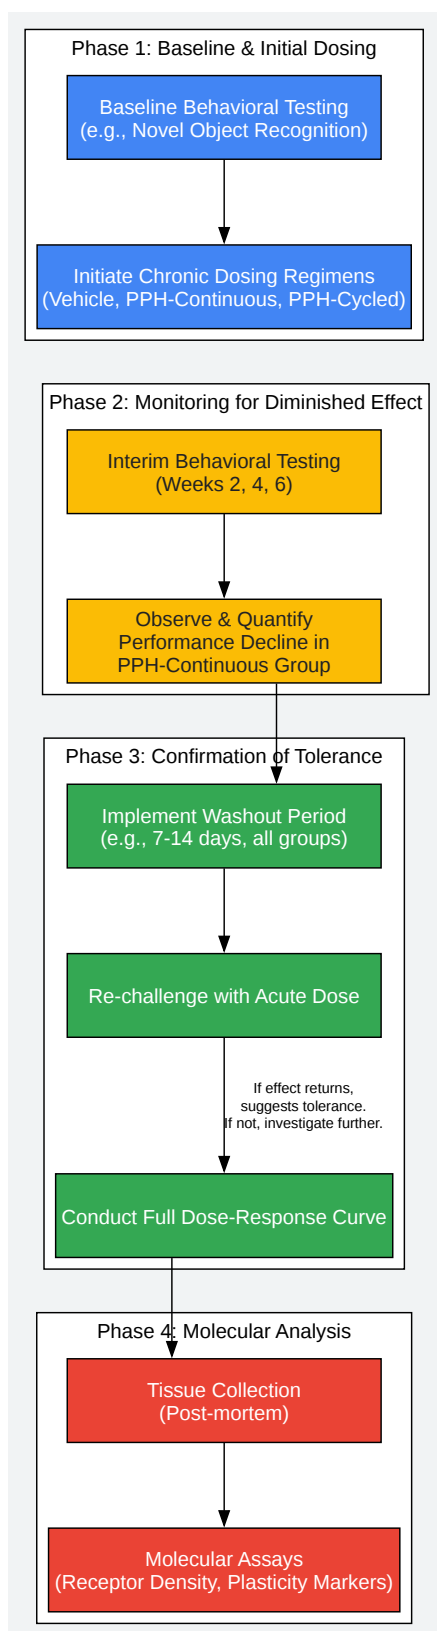 Phase 1: Baseline & Initial Dosing
Baseline Behavioral Testing
(e.g., Novel Object Recognition)
Initiate Chronic Dosing Regimens
(Vehicle, PPH-Continuous, PPH-Cycled)
Phase 2: Monitoring for Diminished Effect
Interim Behavioral Testing
(Weeks 2, 4, 6)
Observe & Quantify
Performance Decline in
PPH-Continuous Group
Phase 3: Confirmation of Tolerance
Implement Washout Period
(e.g., 7-14 days, all groups)
Re-challenge with Acute Dose
If effect returns,
suggests tolerance.
If not, investigate further.
Conduct Full Dose-Response Curve
Phase 4: Molecular Analysis
Tissue Collection
(Post-mortem)
Molecular Assays
(Receptor Density, Plasticity Markers)